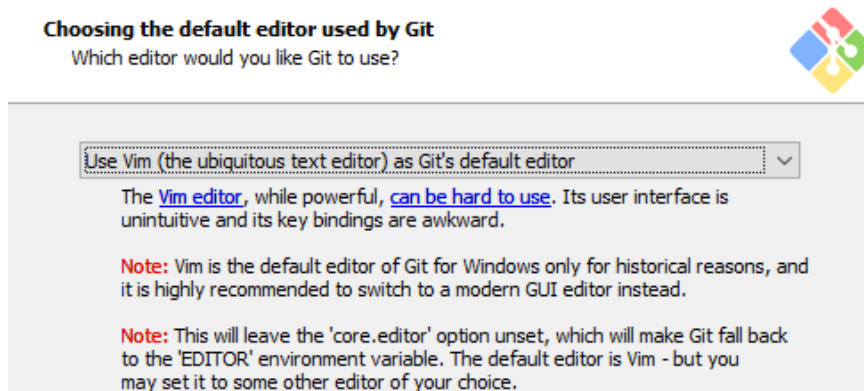 Choosing the default editor used by Git
Which editor would you like Git to use?
Use Vim (the ubiquitous text editor) as Git's default editor
The Vim editor, while powerful, can be hard to use. Its user interface is
unintuitive and its key bindings are awkward.
Note: Vim is the default editor of Git for Windows only for historical reasons, and
it is highly recommended to switch to a modern GUI editor instead.
Note: This will leave the 'core.editor' option unset, which will make Git fall back
to the 'EDITOR' environment variable. The default editor is Vim - but you
may set it to some other editor of your choice.